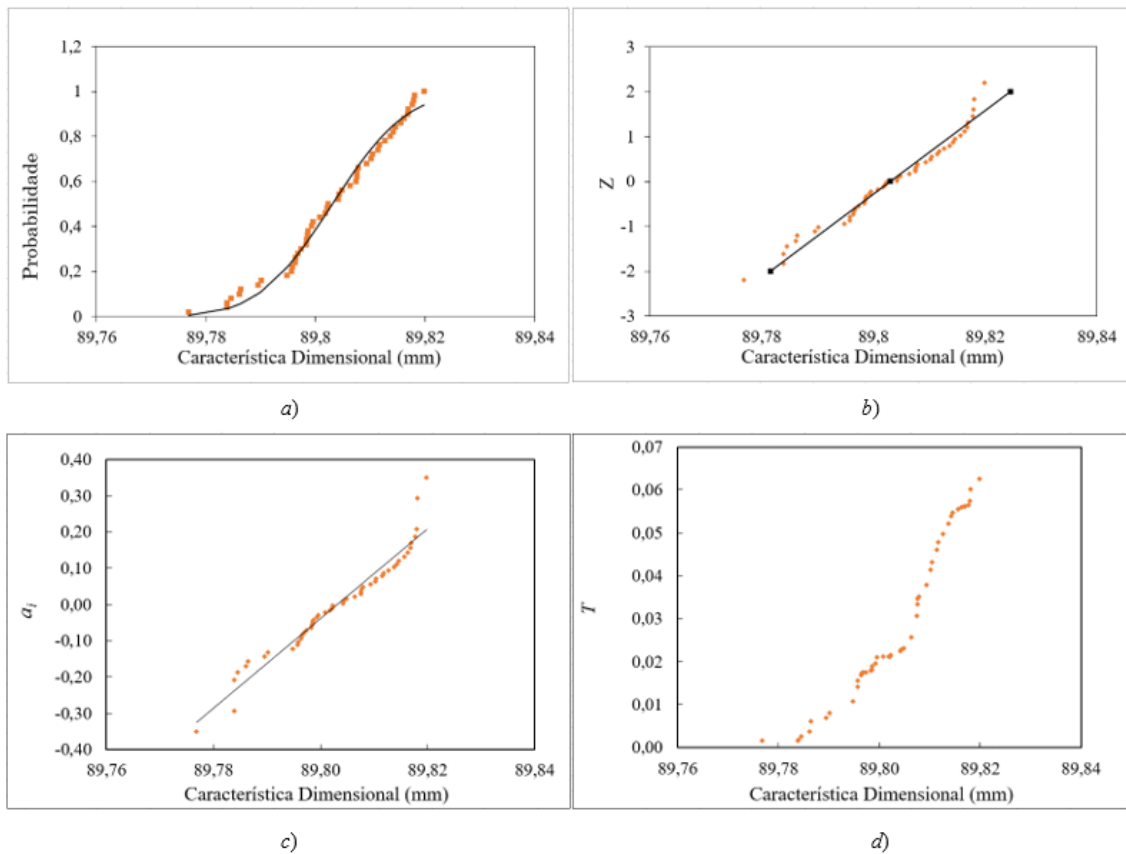 1,2
1
0,8
0,6
0,4
0,2
0
Probabilidade
89,76 89,78 89,8 89,82 89,84
Característica Dimensional (mm)
a)
3
2
1
0
-1
-2
-3
Z
89,76 89,78 89,80 89,82 89,84
Característica Dimensional (mm)
b)
0,40
0,30
0,20
0,10
0,00
-0,10
-0,20
-0,30
-0,40
ai
89,76 89,78 89,80 89,82 89,84
Característica Dimensional (mm)
c)
0,07
0,06
0,05
0,04
0,03
0,02
0,01
0,00
T
89,76 89,78 89,80 89,82 89,84
Característica Dimensional (mm)
d)